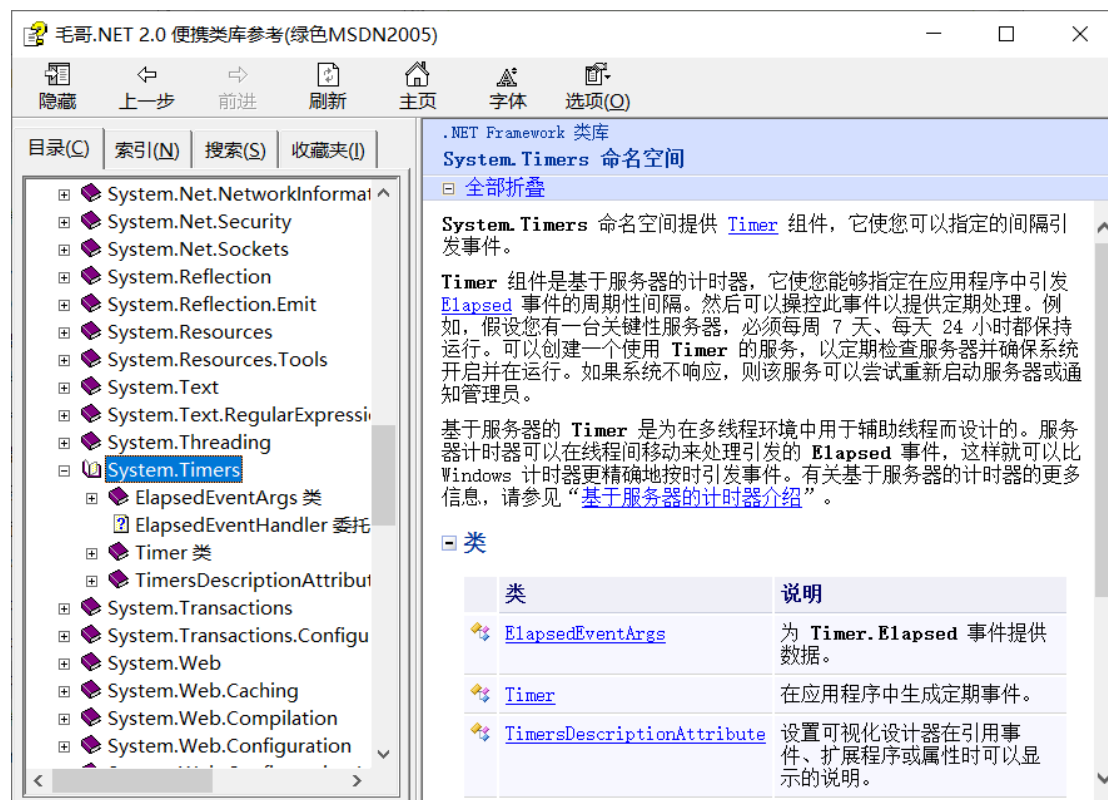 毛哥.NET 2.0 便携类库参考(绿色MSDN2005)
隐藏 上一步 前进 刷新 主页 字体 选项(O)
目录(C) 索引(N) 搜索(S) 收藏夹(I)
System.Net.NetworkInformat
System.Net.Security
System.Net.Sockets
System.Reflection
System.Reflection.Emit
System.Resources
System.Resources.Tools
System.Text
System.Text.RegularExpressi
System.Threading
System.Timers
ElapsedEventArgs 类
ElapsedEventHandler 委托
Timer 类
TimersDescriptionAttribut
System.Transactions
System.Transactions.Configu
System.Web
System.Web.Caching
System.Web.Compilation
System.Web.Configuration
.NET Framework 类库
System.Timers 命名空间
全部折叠
System.Timers 命名空间提供 Timer 组件，它使您可以指定的间隔引
发事件。
Timer 组件是基于服务器的计时器，它使您能够指定在应用程序中引发
Elapsed 事件的周期性间隔。然后可以操控此事件以提供定期处理。例
如，假设您有一台关键性服务器，必须每周 7 天、每天 24 小时都保持
运行。可以创建一个使用 Timer 的服务，以定期检查服务器并确保系统
开启并在运行。如果系统不响应，则该服务可以尝试重新启动服务器或通
知管理员。
基于服务器的 Timer 是为在多线程环境中用于辅助线程而设计的。服务
器计时器可以在线程间移动来处理引发的 Elapsed 事件，这样就可以比
Windows 计时器更精确地按时引发事件。有关基于服务器的计时器的更多
信息，请参见“基于服务器的计时器介绍”。
类
类 说明
ElapsedEventArgs 为 Timer.Elapsed 事件提供
数据。
Timer 在应用程序中生成定期事件。
TimersDescriptionAttribute 设置可视化设计器在引用事
件、扩展程序或属性时可以显
示的说明。